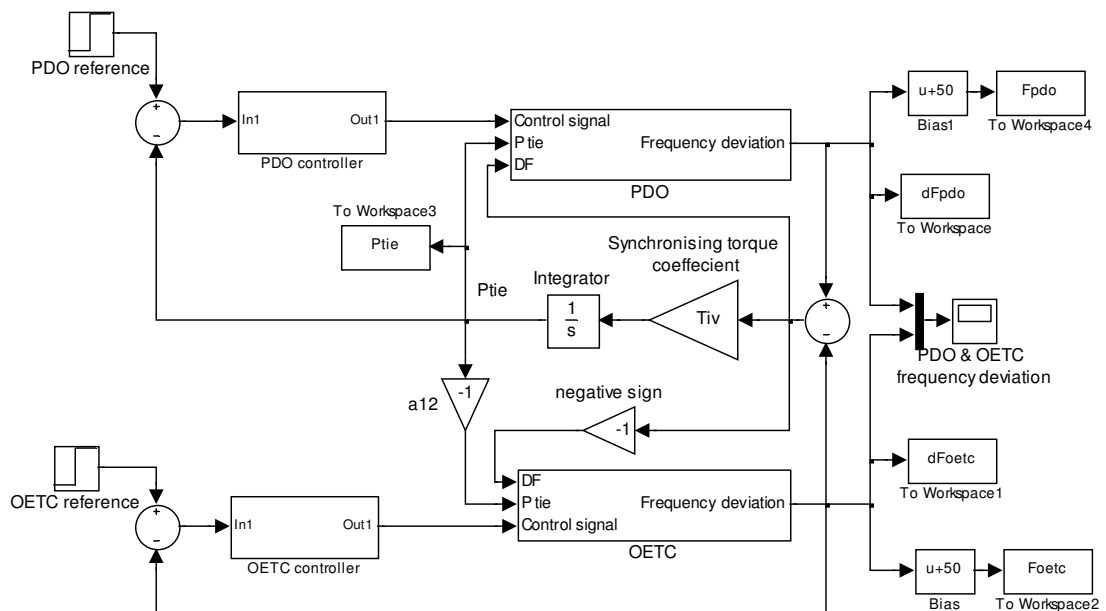 PDO reference
+
−
In1
Out1
PDO controller
Control signal
Ptie
DF
Frequency deviation
PDO
u+50
Bias1
Fpdo
To Workspace4
dFpdo
To Workspace
To Workspace3
Ptie
Ptie
Integrator
1
s
Synchronising torque
coeffecient
Tiv
+
−
PDO & OETC
frequency deviation
-1
a12
negative sign
-1
dFoetc
To Workspace1
OETC reference
+
−
In1
Out1
OETC controller
DF
Ptie
Control signal
Frequency deviation
OETC
u+50
Bias
Foetc
To Workspace2